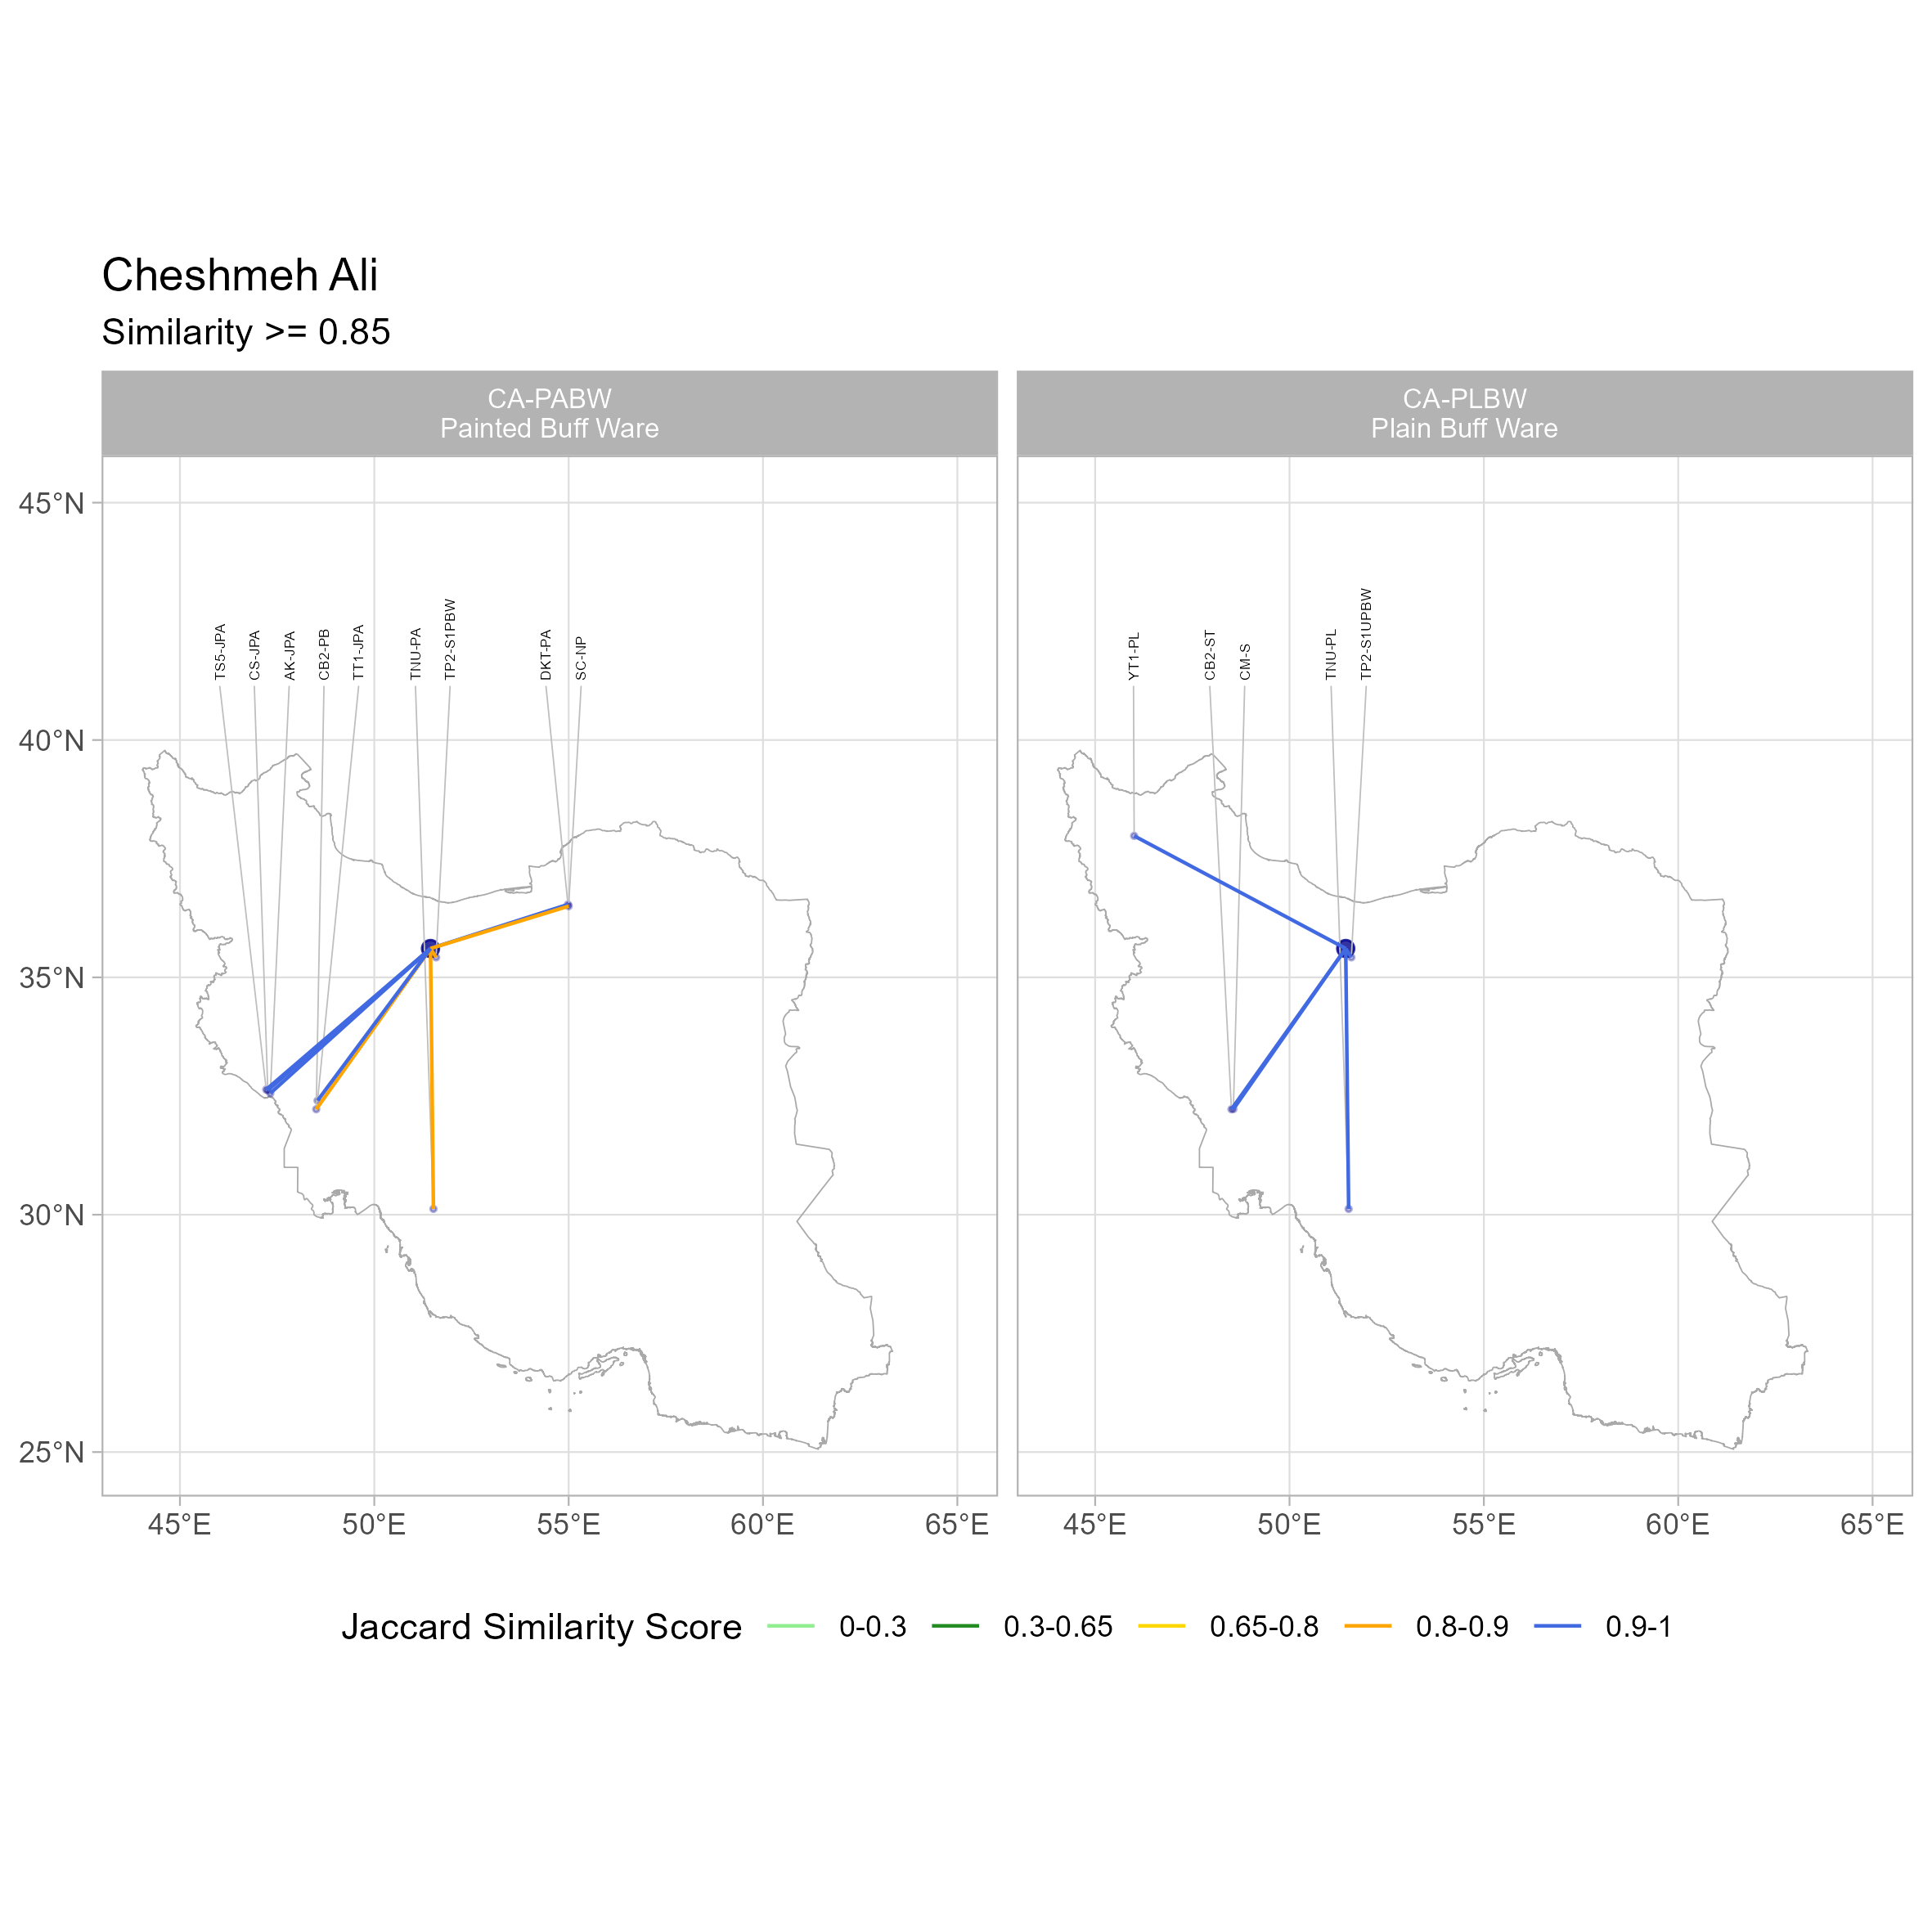 Cheshmeh Ali
Similarity >= 0.85
CA-PABW
Painted Buff Ware
CA-PLBW
Plain Buff Ware
45°N
40°N
35°N
30°N
25°N
TS5-JPA
CS-JPA
AK-JPA
CB2-PB
TT1-JPA
TNU-PA
TP2-S1PBW
DKT-PA
SC-NP
YT1-PL
CB2-ST
CM-S
TNU-PL
TP2-S1UPBW
45°E 50°E 55°E 60°E 65°E
45°E 50°E 55°E 60°E 65°E
Jaccard Similarity Score 0-0.3 0.3-0.65 0.65-0.8 0.8-0.9 0.9-1